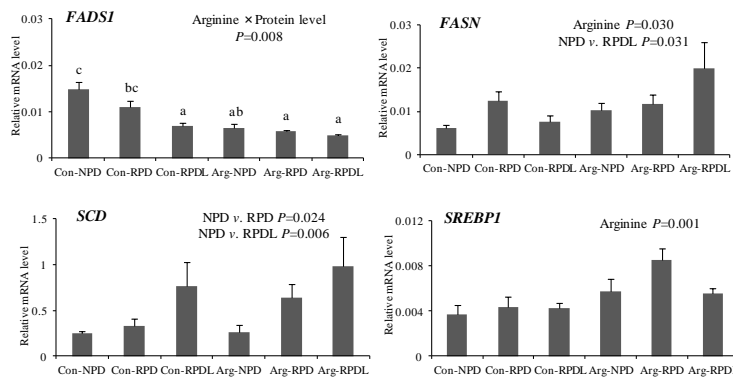 FADS1
Arginine × Protein level
P=0.008
Relative mRNA level
0.03
0.02
0.01
0
c
bc
a
ab
a
a
Con-NPD Con-RPD Con-RPDL Arg-NPD Arg-RPD Arg-RPDL
FASN
Arginine P=0.030
NPD v. RPDL P=0.031
Relative mRNA level
0.03
0.02
0.01
0
Con-NPD Con-RPD Con-RPDL Arg-NPD Arg-RPD Arg-RPDL
SCD
NPD v. RPD P=0.024
NPD v. RPDL P=0.006
Relative mRNA level
1.5
1
0.5
0
Con-NPD Con-RPD Con-RPDL Arg-NPD Arg-RPD Arg-RPDL
SREBP1
Arginine P=0.001
Relative mRNA level
0.012
0.008
0.004
0
Con-NPD Con-RPD Con-RPDL Arg-NPD Arg-RPD Arg-RPDL